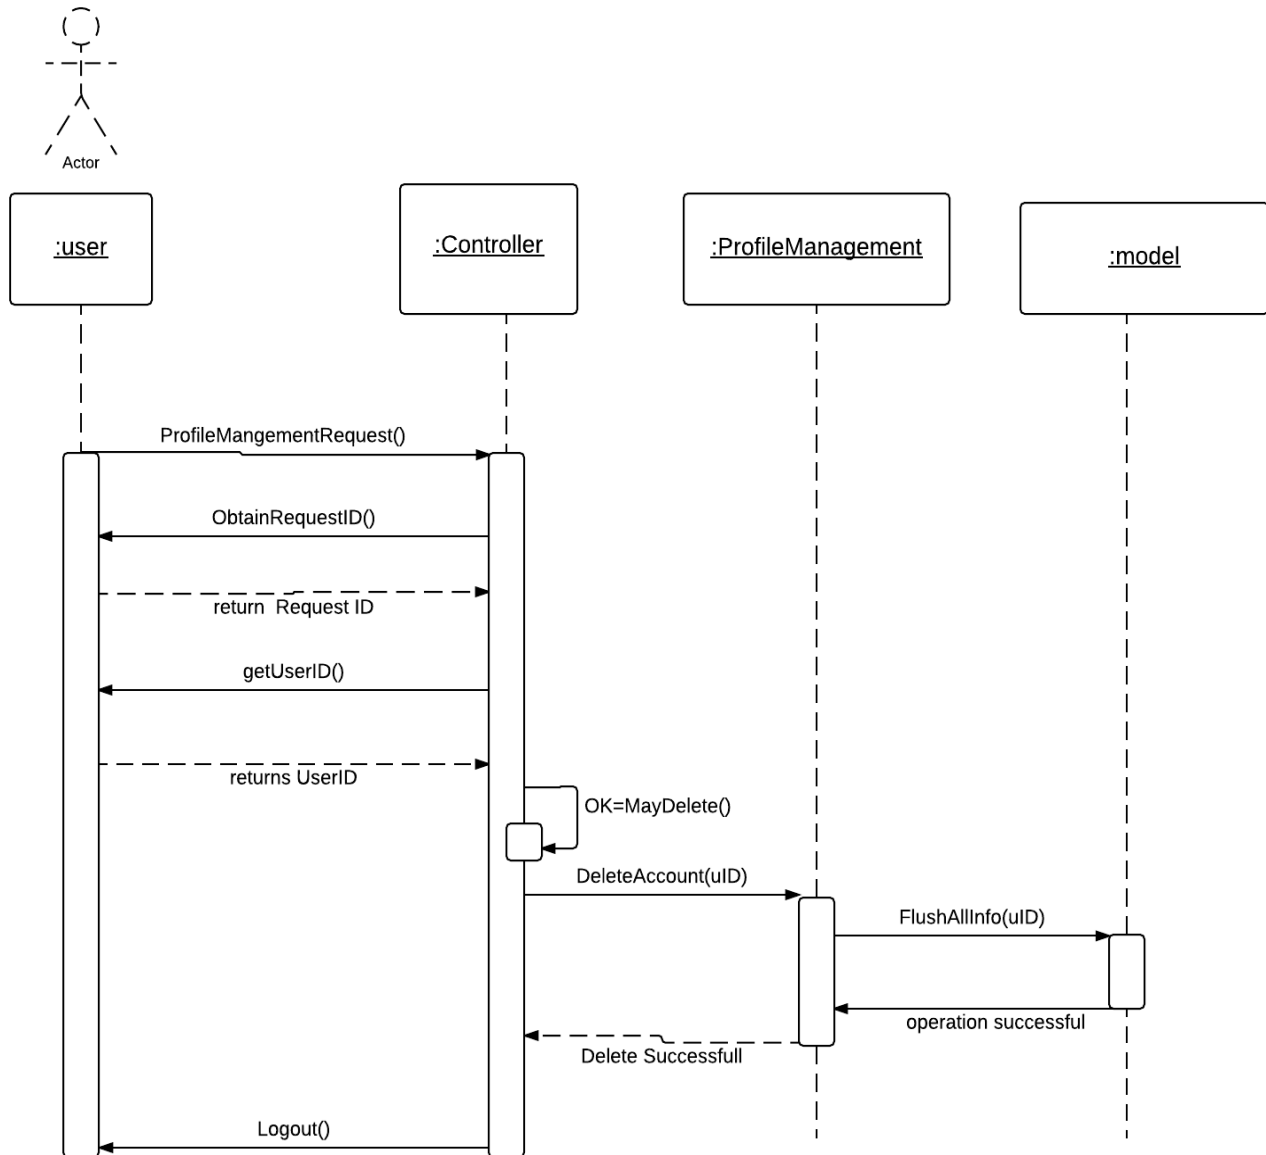 Actor
:user
:Controller
:ProfileManagement
:model
ProfileMangementRequest()
ObtainRequestID()
return  Request ID
getUserID()
returns UserID
OK=MayDelete()
DeleteAccount(uID)
FlushAllInfo(uID)
operation successful
Delete Successfull
Logout()